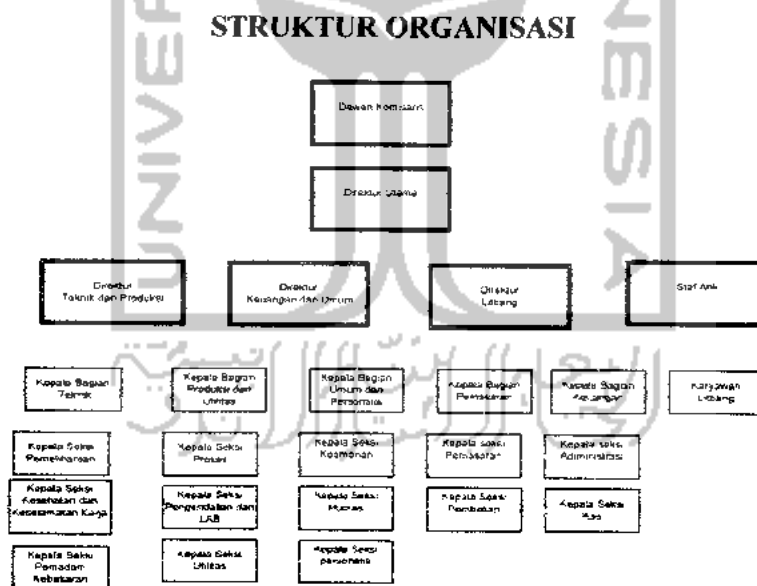 STRUKTUR ORGANISASI
UNIVER
NESIA
Dewan Komisaris
Direktur Utama
Direktur
Teknik dan Produksi
Direktur
Keuangan dan Umum
Direktur
Litbang
Staf Ahli
Kepala Bagian
Teknik
Kepala Bagian
Produksi dan
Utilitas
Kepala Bagian
Umum dan
Personalia
Kepala Bagian
Pemasaran
Kepala Bagian
Keuangan
Karyawan
Litbang
Kepala Seksi
Pemeliharaan
Kepala Seksi
Proses
Kepala Seksi
Keamanan
Kepala seksi
Pemasaran
Kepala seksi
Administrasi
Kepala Seksi
Kesehatan dan
Keselamatan Kerja
Kepala Seksi
Pengendalian dan
LAB
Kepala Seksi
Humas
Kepala Seksi
Pembelian
Kepala Seksi
Kas
Kepala Seksi
Pemadam
Kebakaran
Kepala Seksi
Utilitas
Kepala Seksi
personalia